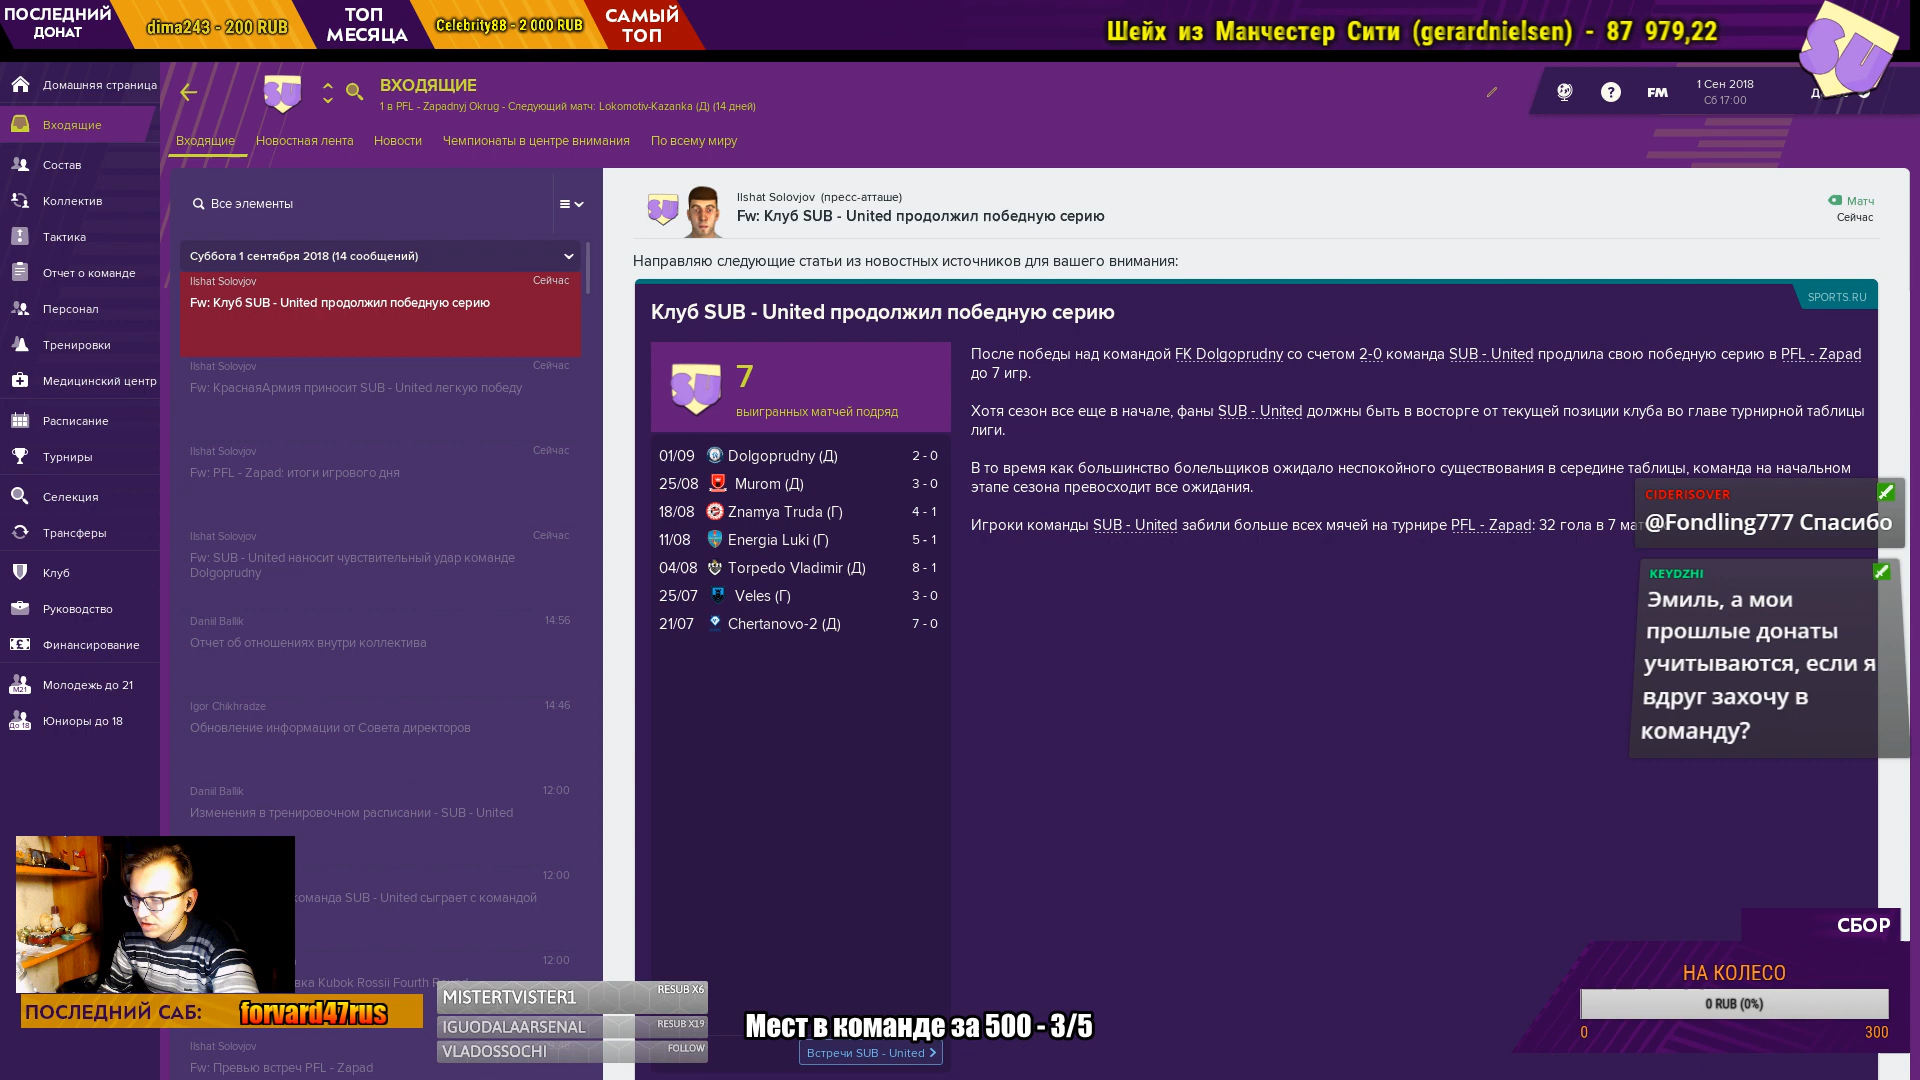 ПОСЛЕДНИЙ
ДОНАТ
dima243 - 200 RUB
ТОП
МЕСЯЦА
Celebrity88 - 2 000 RUB
САМЫЙ
ТОП
Шейх из Манчестер Сити (gerardnielsen) - 87 979,22
SU
Домашняя страница
Входящие
Состав
Коллектив
Тактика
Отчет о команде
Персонал
Тренировки
Медицинский центр
Расписание
Турниры
Селекция
Трансферы
Клуб
Руководство
Финансирование
М21
Молодежь до 21
До 18
Юниоры до 18
SU
ВХОДЯЩИЕ
1 в PFL - Zapadnyj Okrug - Следующий матч: Lokomotiv-Kazanka (Д) (14 дней)
?
FM
1 Сен 2018
Сб 17:00
Входящие
Новостная лента
Новости
Чемпионаты в центре внимания
По всему миру
Все элементы
Суббота 1 сентября 2018 (14 сообщений)
Ilshat Solovjov
Сейчас
Fw: Клуб SUB - United продолжил победную серию
Ilshat Solovjov
Сейчас
Fw: КраснаяАрмия приносит SUB - United легкую победу
Ilshat Solovjov
Сейчас
Fw: PFL - Zapad: итоги игрового дня
Ilshat Solovjov
Сейчас
Fw: SUB - United наносит чувствительный удар команде
Dolgoprudny
Daniil Ballik
14:56
Отчет об отношениях внутри коллектива
Igor Chikhradze
14:46
Обновление информации от Совета директоров
Daniil Ballik
12:00
Изменения в тренировочном расписании - SUB - United
12:00
команда SUB - United сыграет с командой
12:00
вка Kubok Rossii Fourth
Ilshat Solovjov
Fw: Превью встреч PFL - Zapad
SU
Ilshat Solovjov (пресс-атташе)
Fw: Клуб SUB - United продолжил победную серию
Матч
Сейчас
Направляю следующие статьи из новостных источников для вашего внимания:
SPORTS.RU
Клуб SUB - United продолжил победную серию
SU
7
выигранных матчей подряд
01/09 Dolgoprudny (Д) 2 - 0
25/08 Murom (Д) 3 - 0
18/08 Znamya Truda (Г) 4 - 1
11/08 Energia Luki (Г) 5 - 1
04/08 Torpedo Vladimir (Д) 8 - 1
25/07 Veles (Г) 3 - 0
21/07 Chertanovo-2 (Д) 7 - 0
После победы над командой FK Dolgoprudny со счетом 2-0 команда SUB - United продлила свою победную серию в PFL - Zapad
до 7 игр.
Хотя сезон все еще в начале, фаны SUB - United должны быть в восторге от текущей позиции клуба во главе турнирной таблицы
лиги.
В то время как большинство болельщиков ожидало неспокойного существования в середине таблицы, команда на начальном
этапе сезона превосходит все ожидания.
Игроки команды SUB - United забили больше всех мячей на турнире PFL - Zapad: 32 гола в 7 мат
CIDERISOVER
@Fondling777 Спасибо
KEYDZHI
Эмиль, а мои
прошлые донаты
учитываются, если я
вдруг захочу в
команду?
Встречи SUB - United
ПОСЛЕДНИЙ САБ:
forvard47rus
MISTERTVISTER1
RESUB X6
IGUODALAARSENAL
RESUB X19
VLADOSSOCHI
FOLLOW
Мест в команде за 500 - 3/5
СБОР
НА КОЛЕСО
0 RUB (0%)
0
300